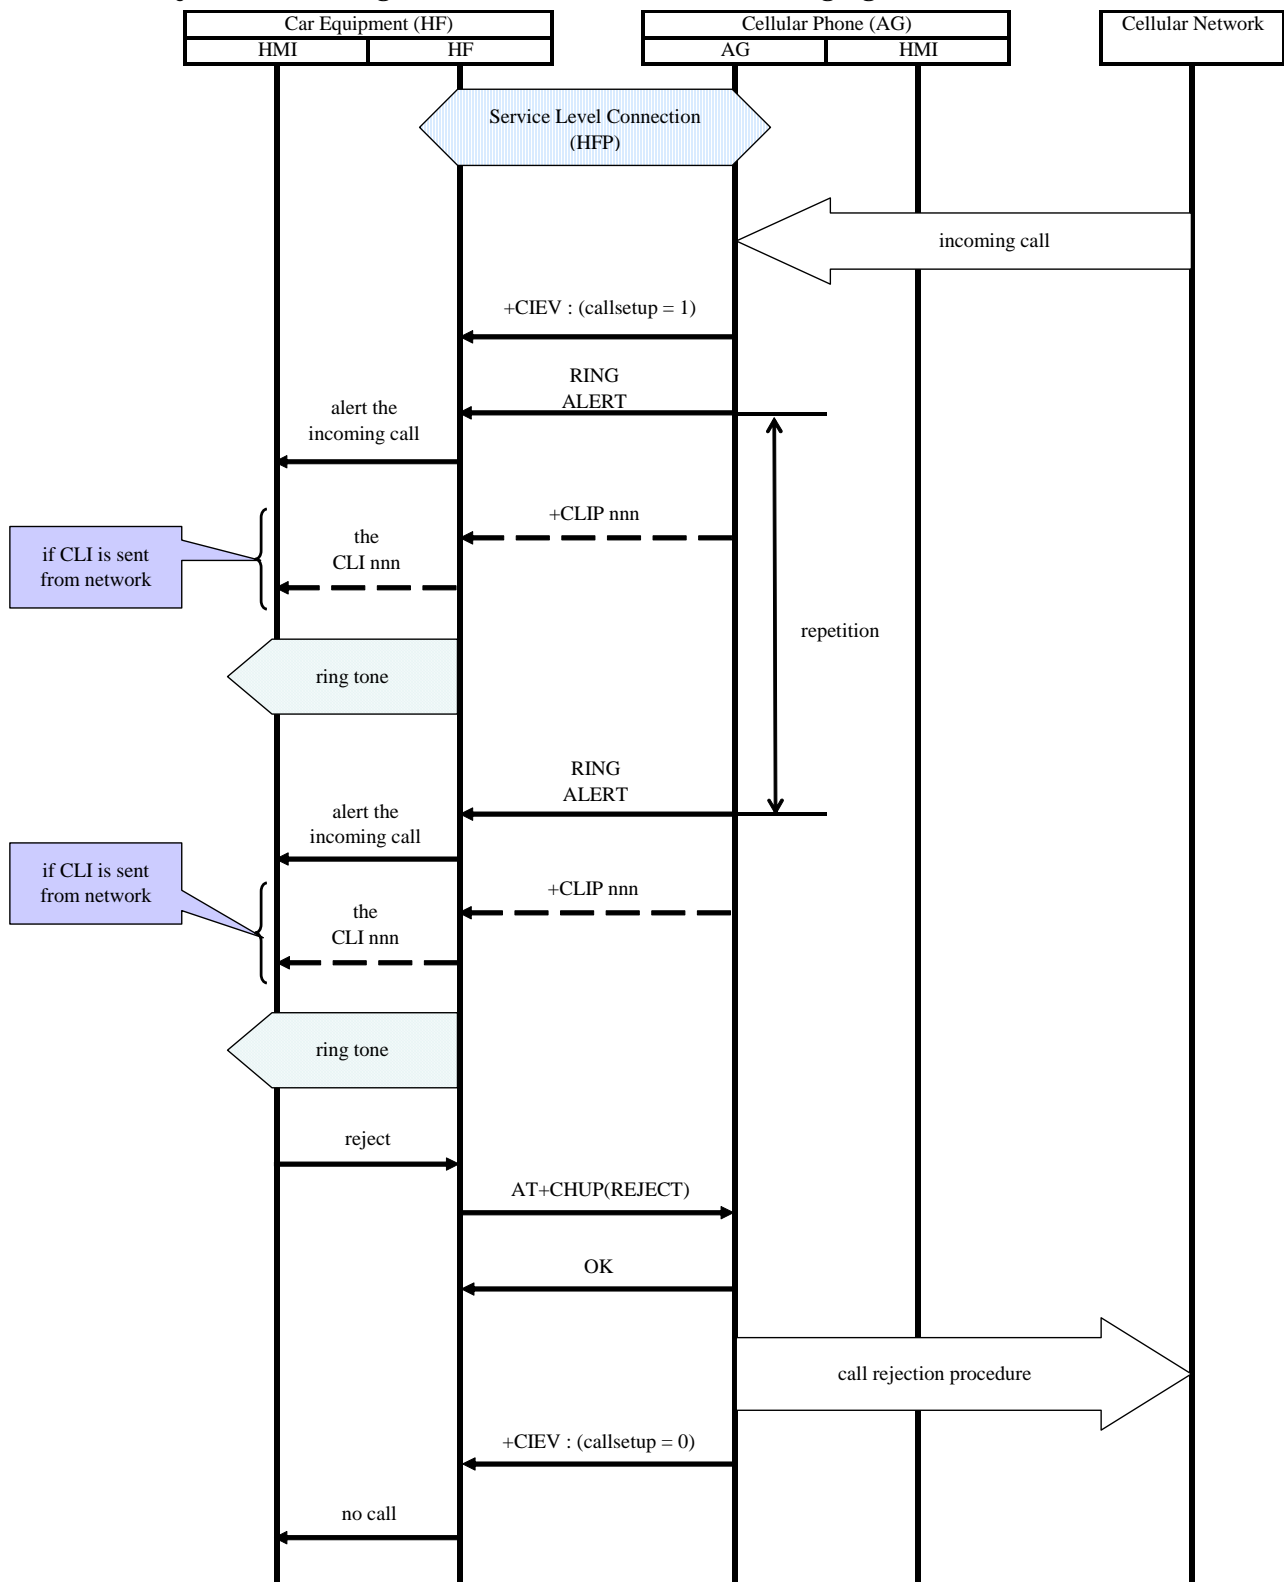 Car Equipment (HF)
Cellular Phone (AG)
Cellular Network
HMI
HF
AG
HMI
Service Level Connection
(HFP)
incoming call
+CIEV : (callsetup = 1)
RING
ALERT
alert the
incoming call
+CLIP nnn
the
CLI nnn
if CLI is sent
from network
repetition
ring tone
RING
ALERT
alert the
incoming call
if CLI is sent
from network
+CLIP nnn
the
CLI nnn
ring tone
reject
AT+CHUP(REJECT)
OK
call rejection procedure
+CIEV : (callsetup = 0)
no call